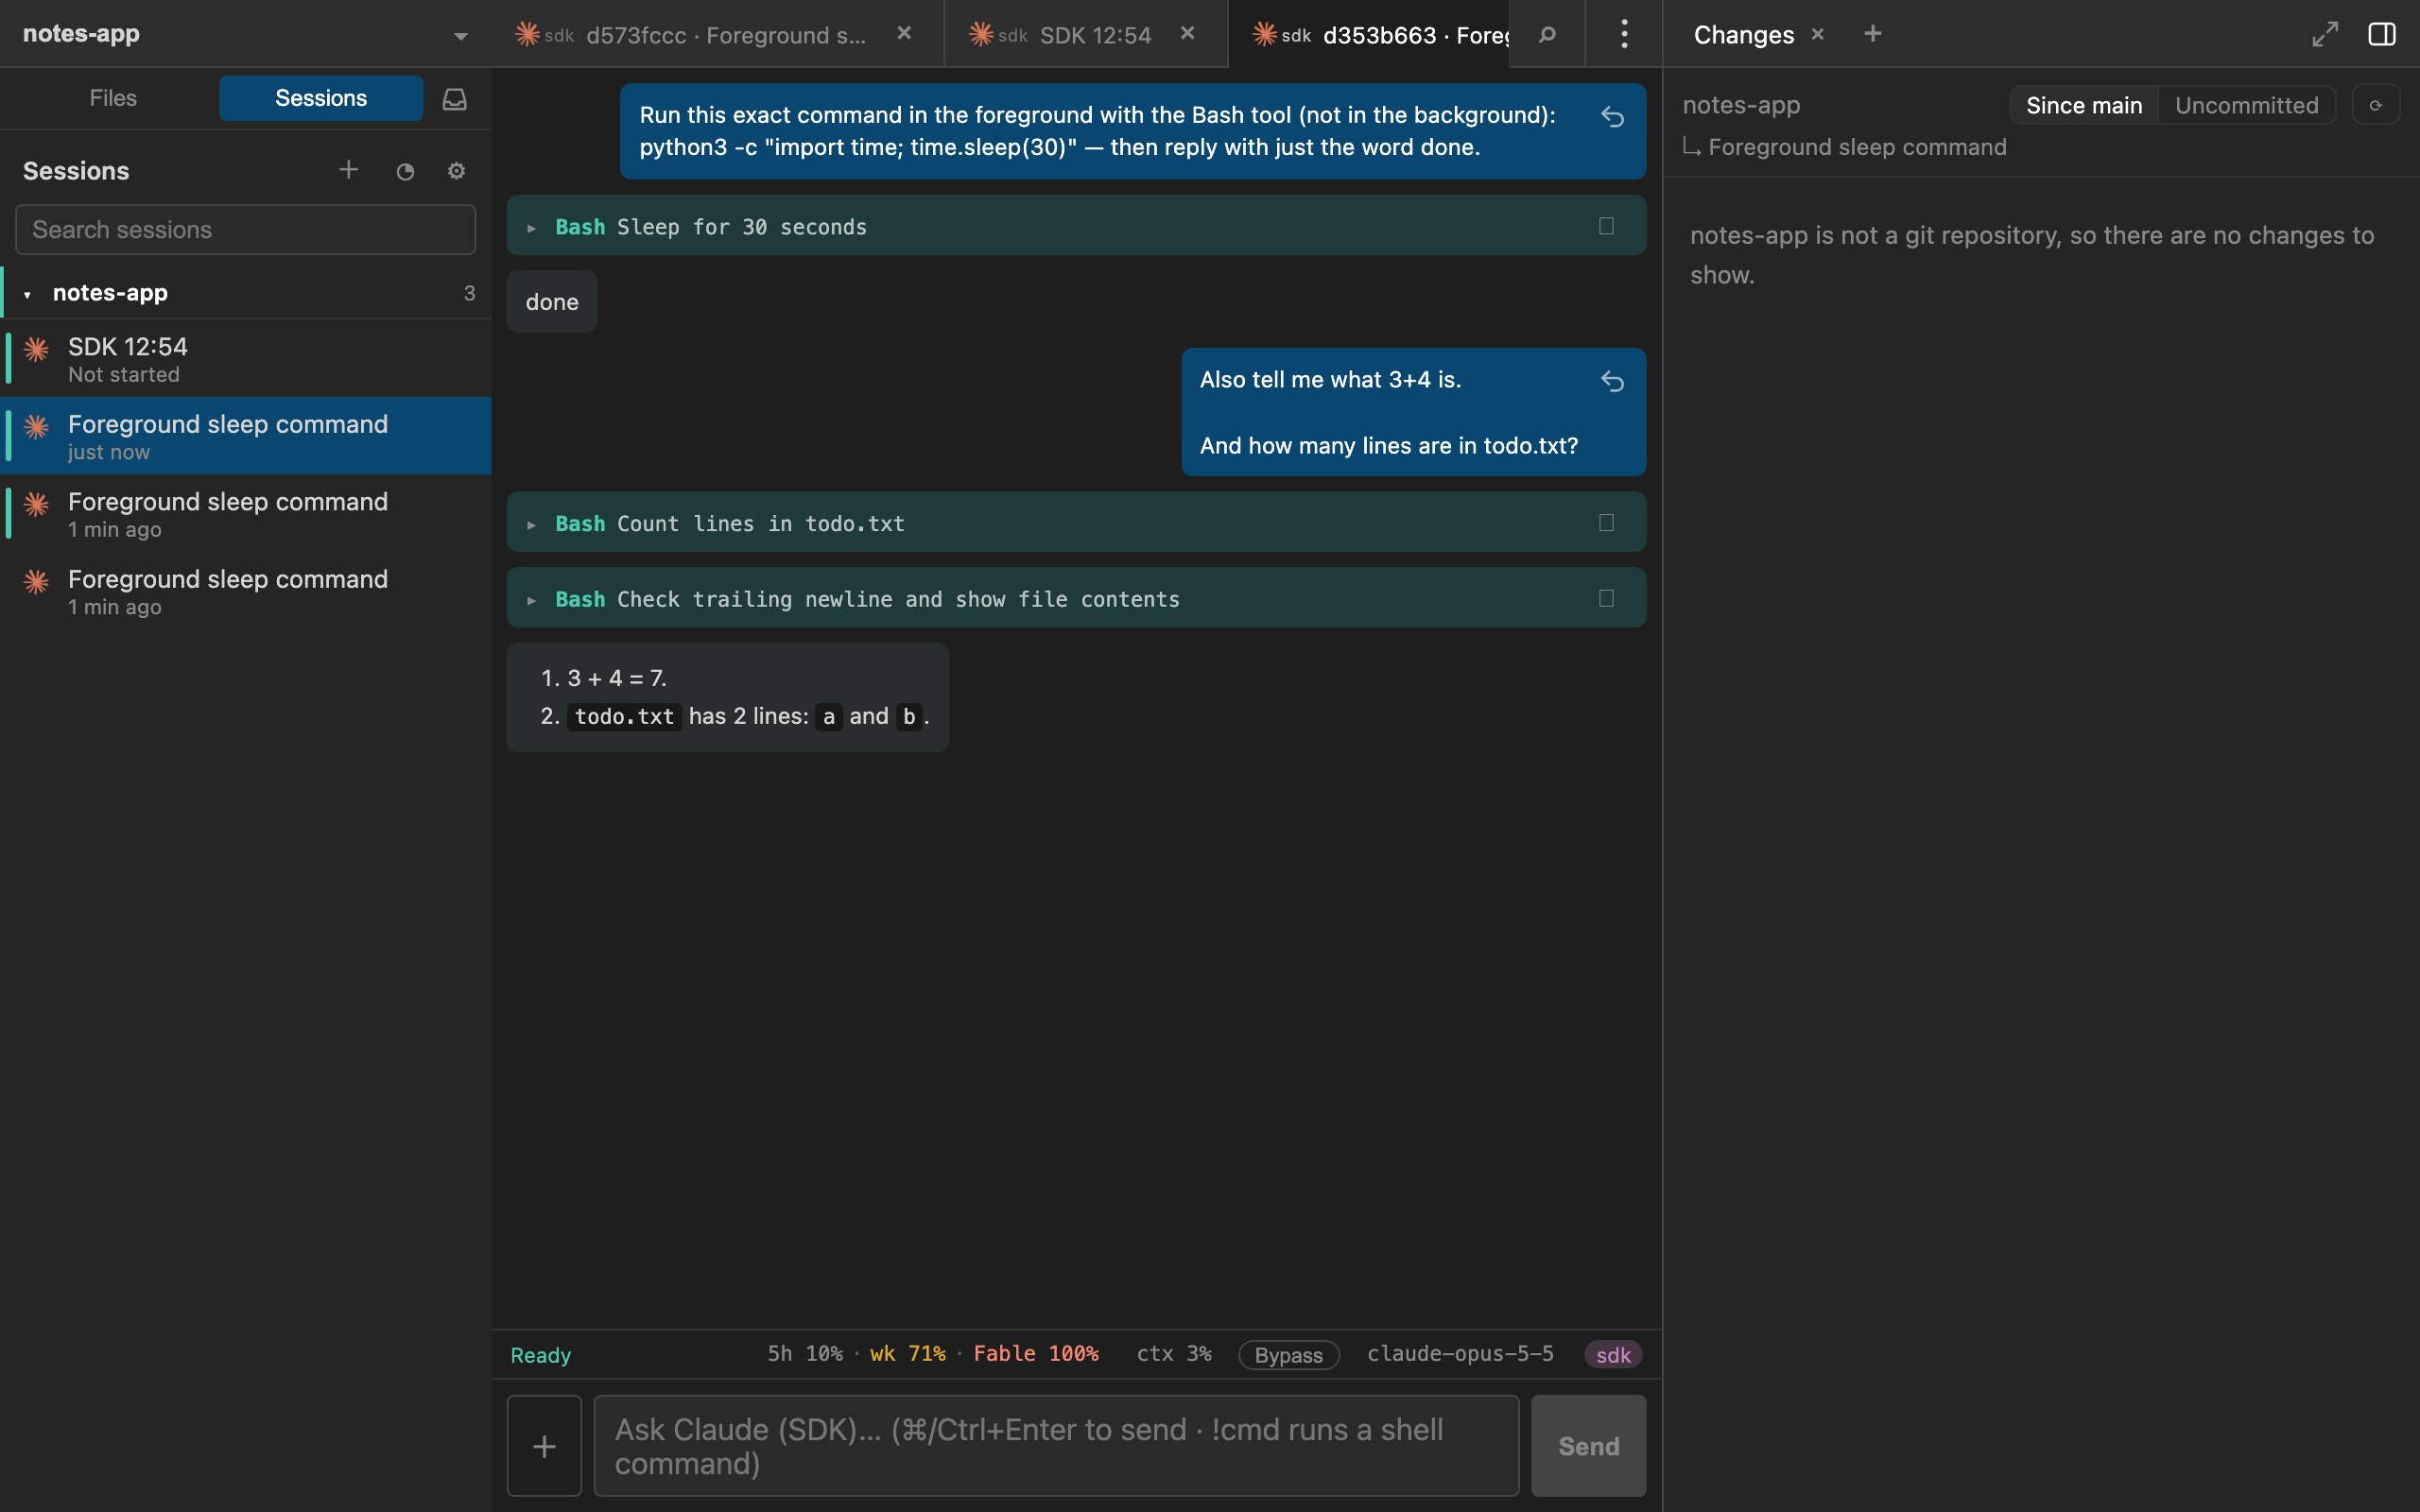 notes-app
sdk d573fccc · Foreground s...
sdk SDK 12:54
sdk d353b663 · Foreg
Changes
Files
Sessions
Sessions
Search sessions
notes-app 3
SDK 12:54
Not started
Foreground sleep command
just now
Foreground sleep command
1 min ago
Foreground sleep command
1 min ago
Run this exact command in the foreground with the Bash tool (not in the background):
python3 -c "import time; time.sleep(30)" — then reply with just the word done.
Bash Sleep for 30 seconds
done
Also tell me what 3+4 is.
And how many lines are in todo.txt?
Bash Count lines in todo.txt
Bash Check trailing newline and show file contents
1. 3 + 4 = 7.
2. todo.txt has 2 lines: a and b.
Ready 5h 10% · wk 71% · Fable 100% ctx 3% Bypass claude-opus-5-5 sdk
Ask Claude (SDK)... (⌘/Ctrl+Enter to send · !cmd runs a shell
command)
Send
notes-app Since main Uncommitted
Foreground sleep command
notes-app is not a git repository, so there are no changes to
show.